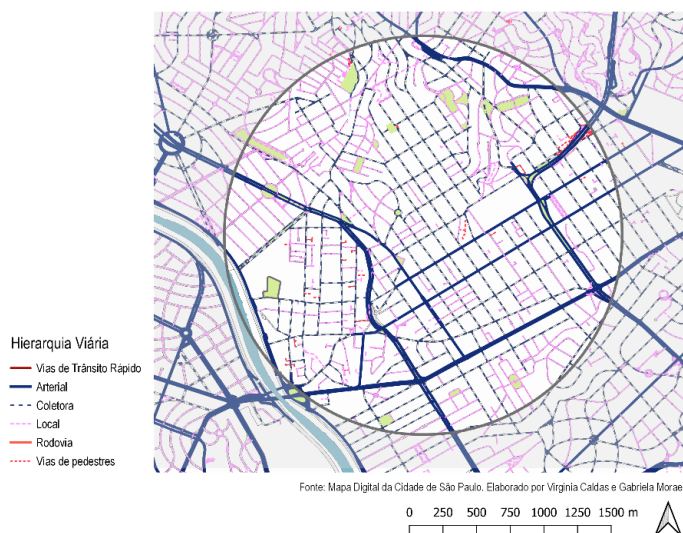 Hierarquia Viária
Vias de Trânsito Rápido
Arterial
Coletora
Local
Rodovia
Vias de pedestres
Fonte: Mapa Digital da Cidade de São Paulo. Elaborado por Virginia Caldas e Gabriela Morae
0 250 500 750 1000 1250 1500 m